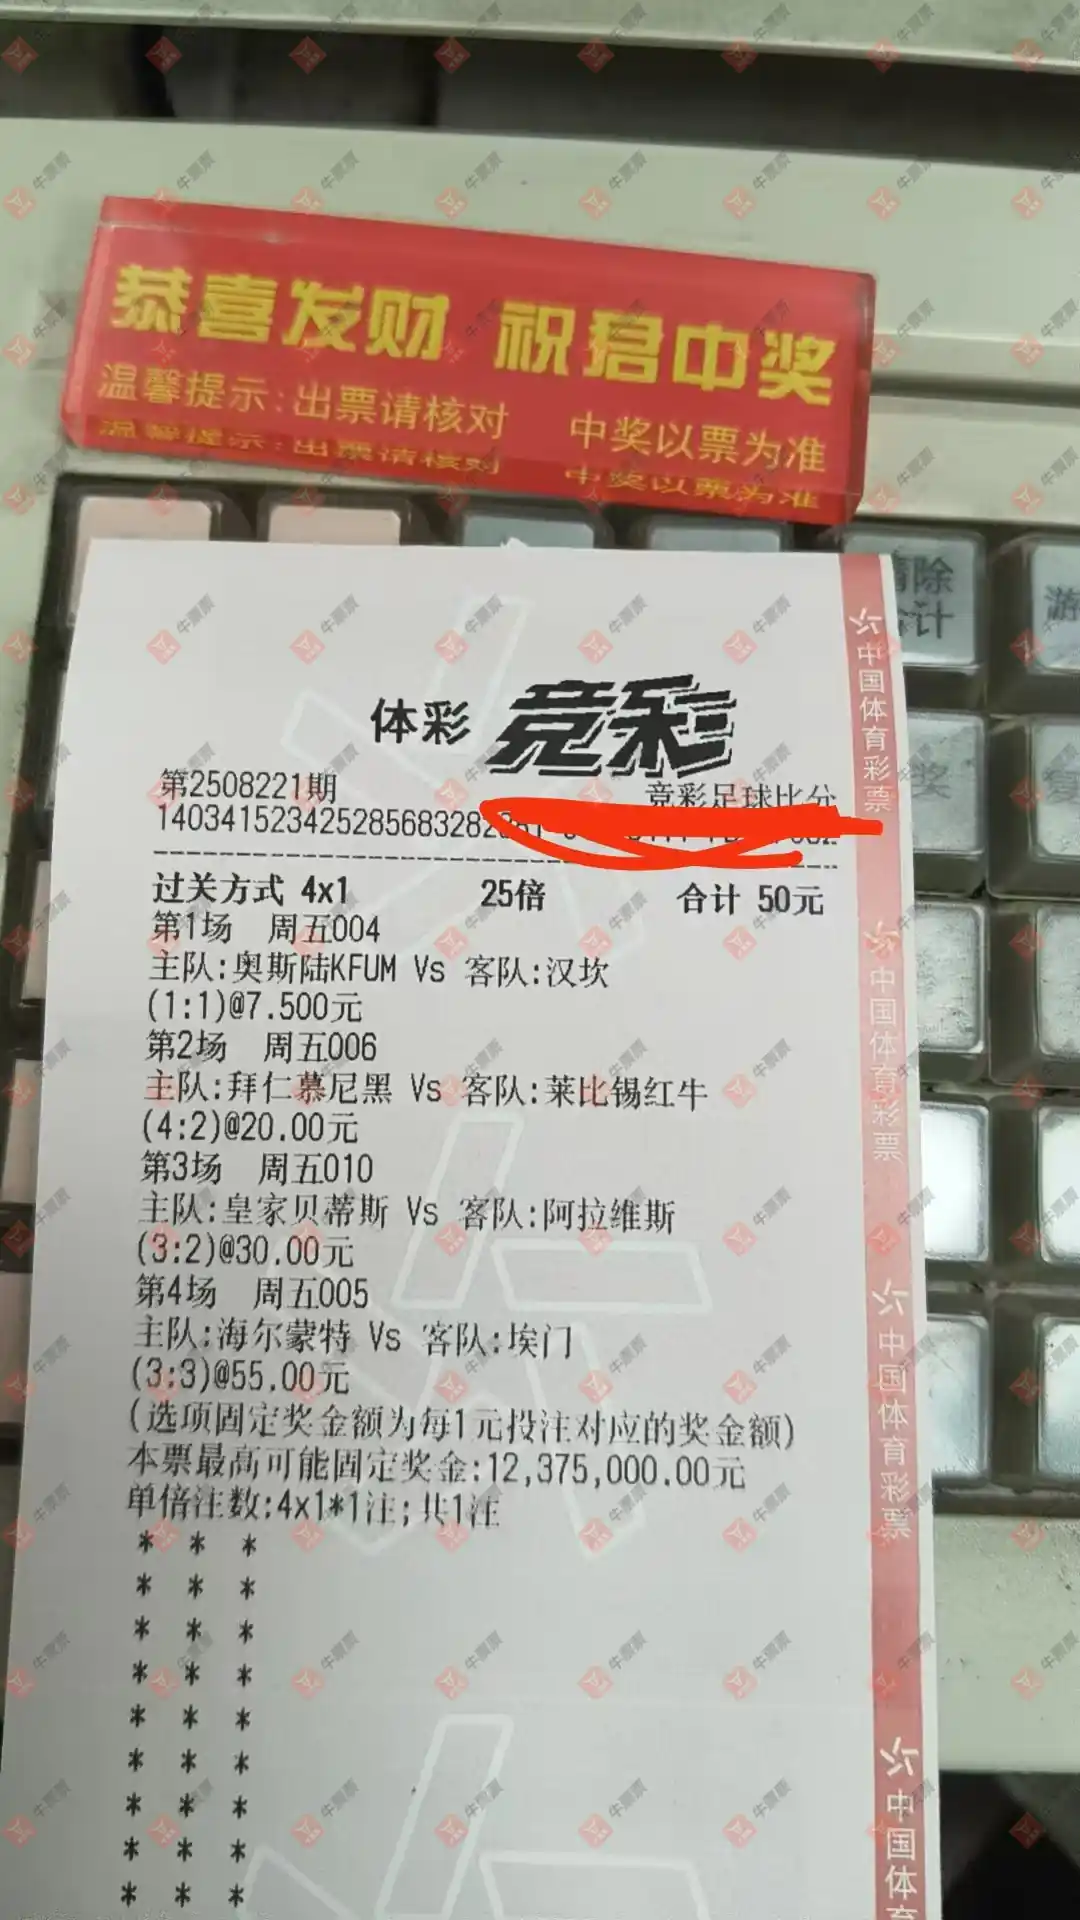 恭喜发财 祝君中奖
温馨提示:出票请核对 中奖以票为准
清除
游
奖
体彩 竞彩
第2508221期 竞彩足球比分
过关方式 4x1 25倍 合计 50元
第1场 周五004
主队:奥斯陆KFUM Vs 客队:汉坎
(1:1)@7.500元
第2场 周五006
主队:拜仁慕尼黑 Vs 客队:莱比锡红牛
(4:2)@20.00元
第3场 周五010
主队:皇家贝蒂斯 Vs 客队:阿拉维斯
(3:2)@30.00元
第4场 周五005
主队:海尔蒙特 Vs 客队:埃门
(3:3)@55.00元
(选项固定奖金额为每1元投注对应的奖金额)
本票最高可能固定奖金:12,375,000.00元
单倍注数:4x1*1注;共1注
* * *
* * *
* * *
* * *
* * *
* * *
* * *
* * *
* * *
中国体育彩票
中国体育彩票
中国体育彩票
中国体
牛票票